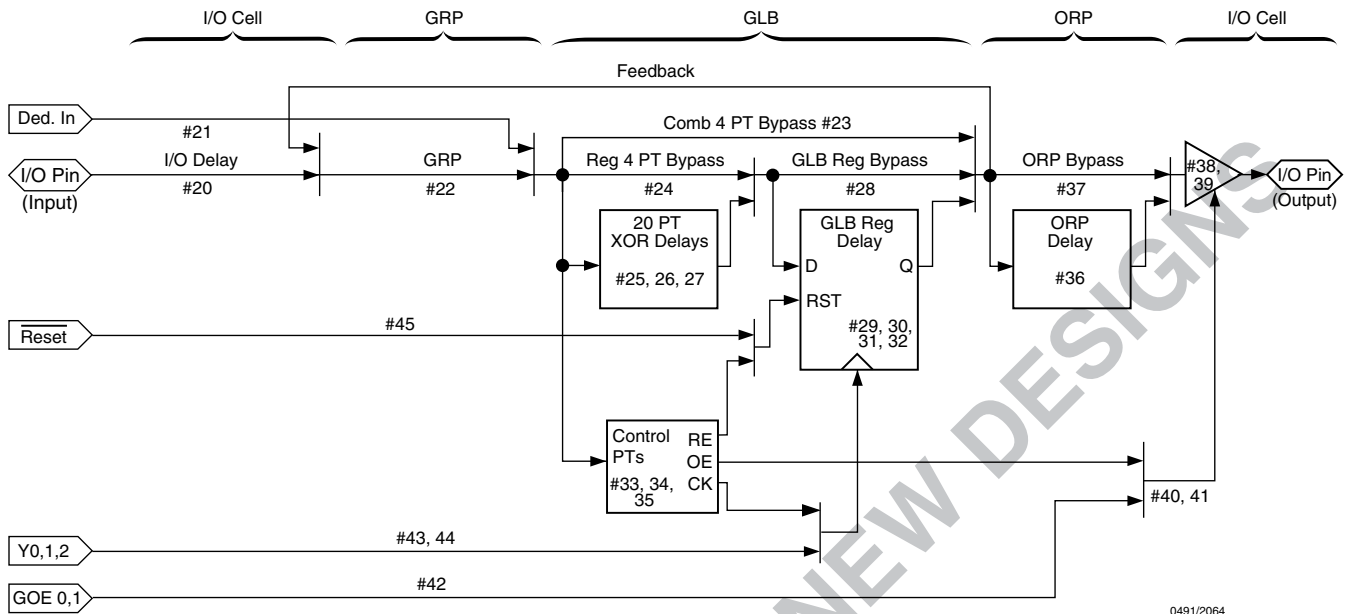 I/O Cell
GRP
GLB
ORP
I/O Cell
Feedback
Ded. In
#21
Comb 4 PT Bypass #23
I/O Pin
(Input)
I/O Delay
#20
GRP
#22
Reg 4 PT Bypass
#24
GLB Reg Bypass
#28
ORP Bypass
#37
#38,
39
I/O Pin
(Output)
20 PT
XOR Delays
#25, 26, 27
GLB Reg
Delay
D
Q
RST
#29, 30,
31, 32
ORP
Delay
#36
Reset
#45
Control
PTs
#33, 34,
35
RE
OE
CK
#40, 41
Y0,1,2
#43, 44
GOE 0,1
#42
0491/2064
NEW DESIGNS